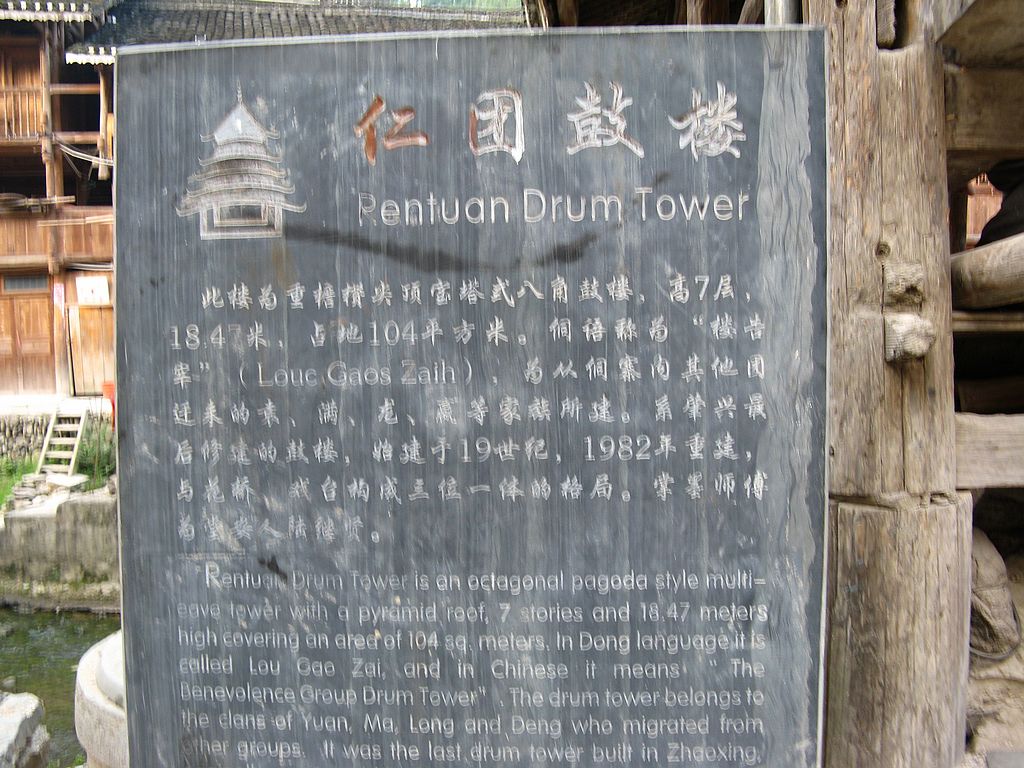 仁团鼓楼
Rentuan Drum Tower
此楼为重檐攒尖顶宝塔式八角鼓楼，高7层，
18.47米，占地104平方米。侗语称为“楼告
宰”（Louc Gaos Zaih），为从侗寨内其他团
迁来的袁、满、龙、等家族所建。系肇兴最
后修建的鼓楼，始建于19世纪，1982年重建，
与花桥、戏台构成三位一体的格局。掌墨师傅
为人陆继贤。
Rentuan Drum Tower is an octagonal pagoda style multi-
eave tower with a pyramid roof, 7 stories and 18.47 meters
high covering an area of 104 sq. meters. In Dong language it is
called Lou Gao Zai, and in Chinese it means " The
Benevolence Group Drum Tower" . The drum tower belongs to
the clans of Yuan, Ma, Long and Deng who migrated from
other groups. It was the last drum tower built in Zhaoxing,